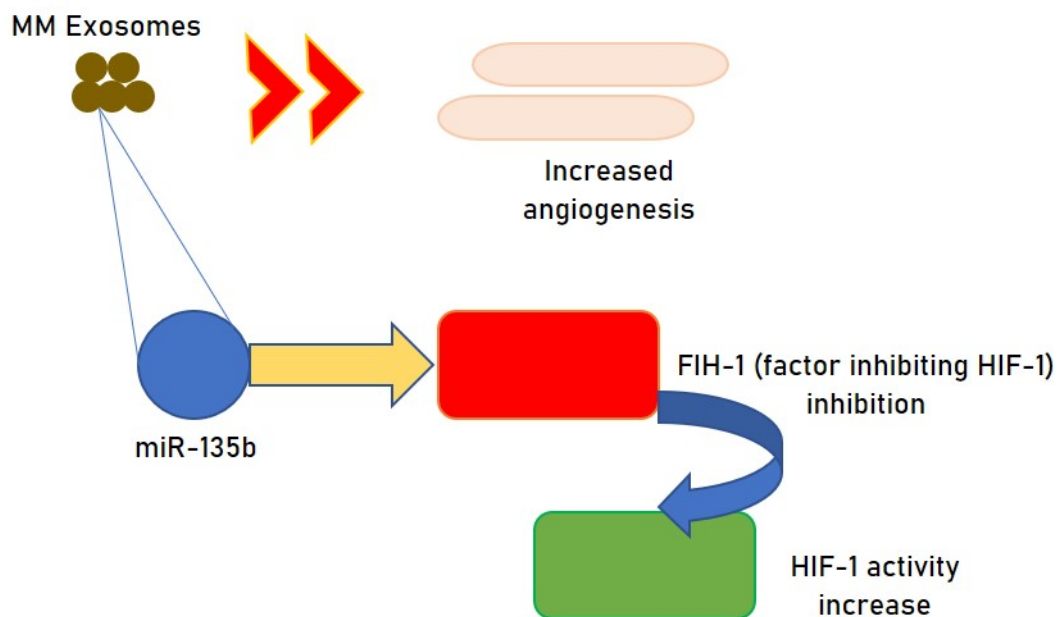 MM Exosomes
Increased
angiogenesis
miR-135b
FIH-1 (factor inhibiting HIF-1)
inhibition
HIF-1 activity
increase